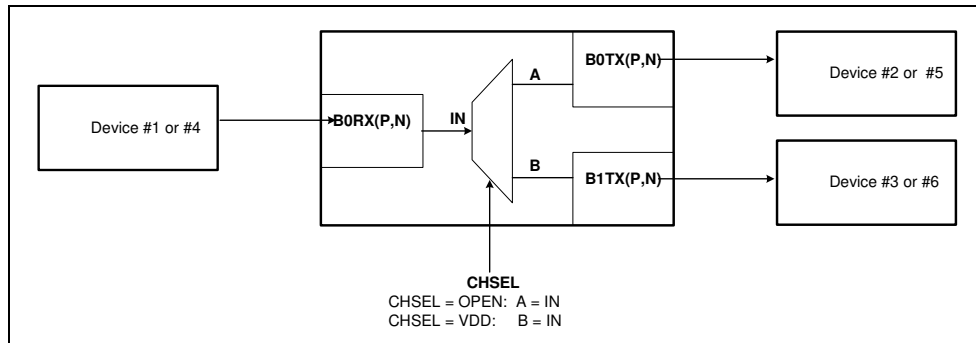 Device #1 or #4
B0RX(P,N)
IN
A
B
B0TX(P,N)
B1TX(P,N)
Device #2 or #5
Device #3 or #6
CHSEL
CHSEL = OPEN: A = IN
CHSEL = VDD: B = IN